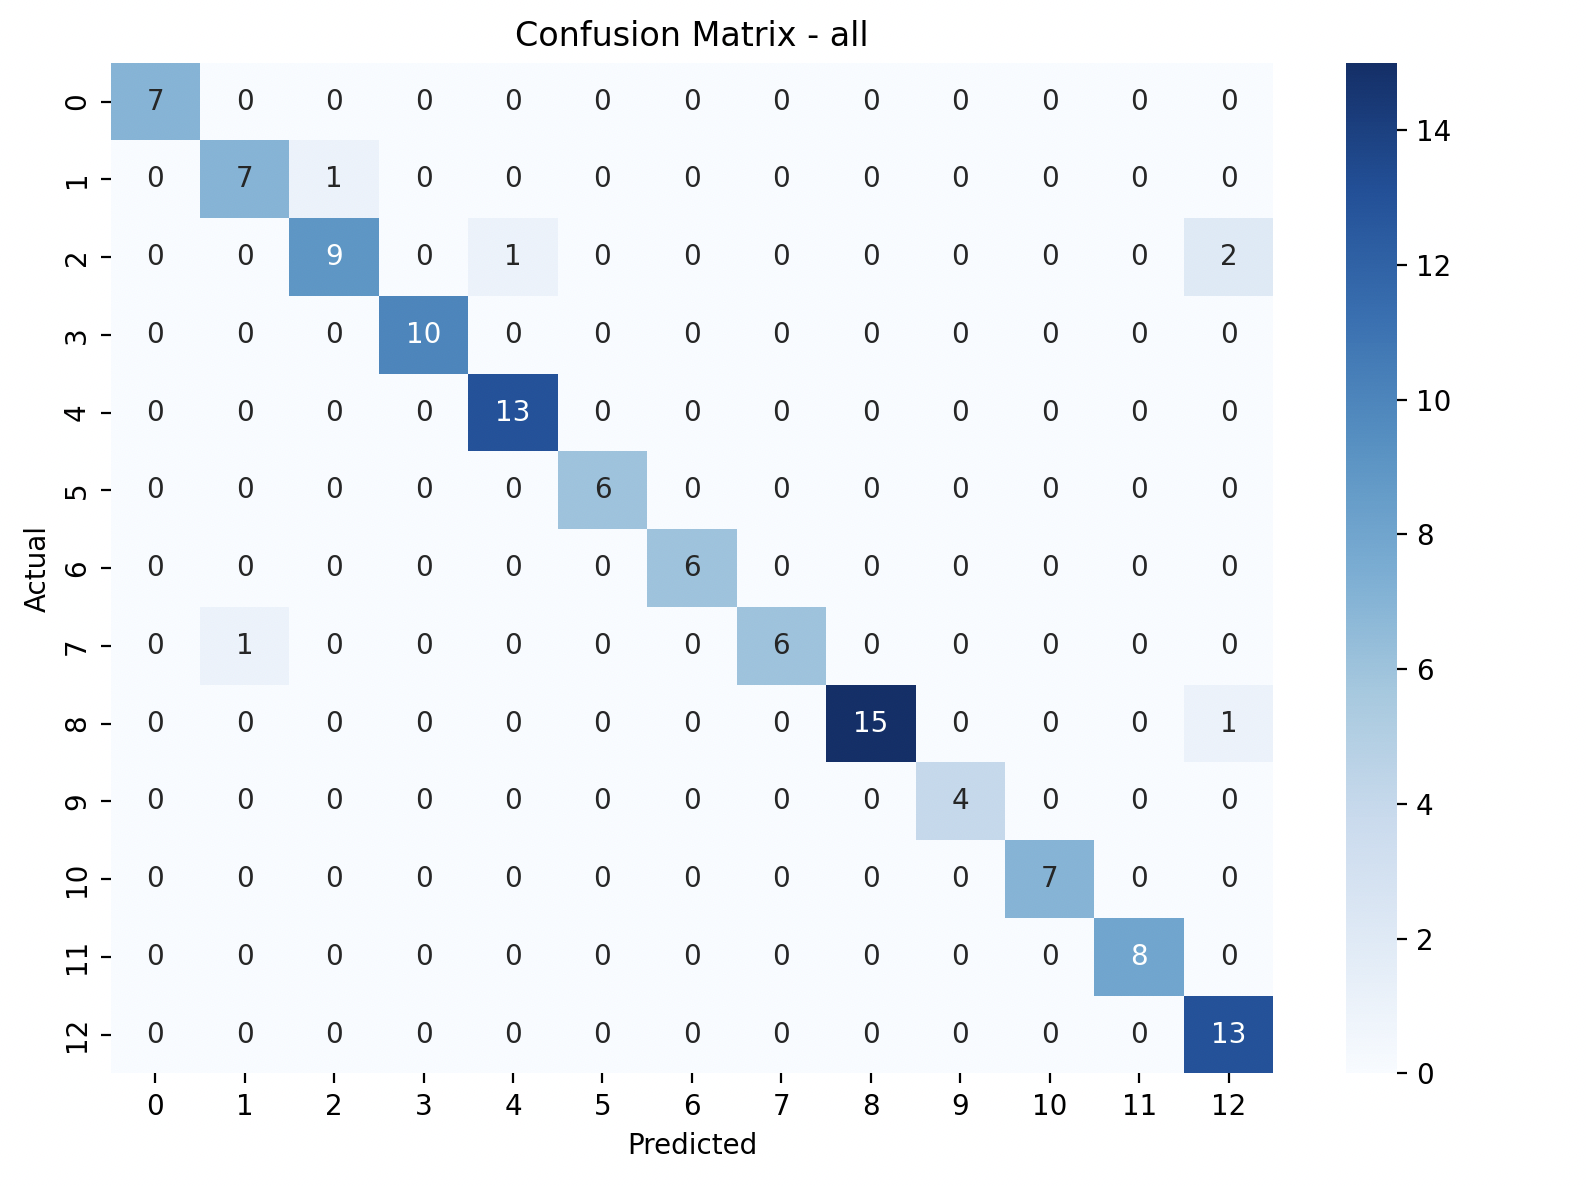 Confusion Matrix - all
0 7 0 0 0 0 0 0 0 0 0 0 0 0
1 0 7 1 0 0 0 0 0 0 0 0 0 0
2 0 0 9 0 1 0 0 0 0 0 0 0 2
3 0 0 0 10 0 0 0 0 0 0 0 0 0
4 0 0 0 0 13 0 0 0 0 0 0 0 0
5 0 0 0 0 0 6 0 0 0 0 0 0 0
6 0 0 0 0 0 0 6 0 0 0 0 0 0
7 0 1 0 0 0 0 0 6 0 0 0 0 0
8 0 0 0 0 0 0 0 0 15 0 0 0 1
9 0 0 0 0 0 0 0 0 0 4 0 0 0
10 0 0 0 0 0 0 0 0 0 0 7 0 0
11 0 0 0 0 0 0 0 0 0 0 0 8 0
12 0 0 0 0 0 0 0 0 0 0 0 0 13
0 1 2 3 4 5 6 7 8 9 10 11 12
Predicted
Actual
14
12
10
8
6
4
2
0